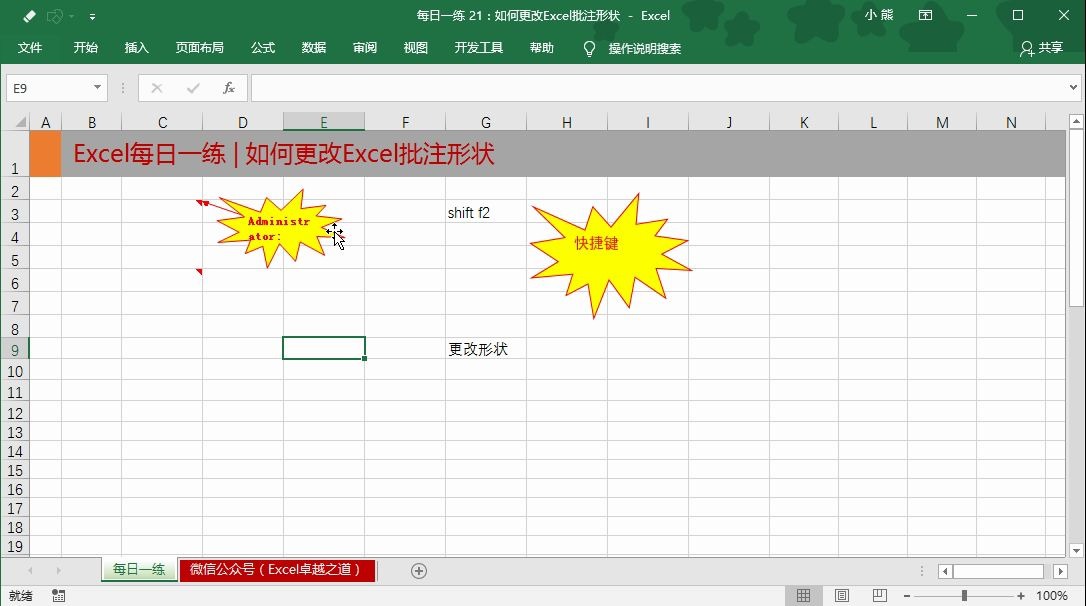 每日一练 21：如何更改Excel批注形状 - Excel
小 熊
文件 开始 插入 页面布局 公式 数据 审阅 视图 开发工具 帮助 操作说明搜索 共享
E9
fx
A B C D E F G H I J K L M N
1 Excel每日一练 | 如何更改Excel批注形状
2
3 shift f2
Administr
ator:
快捷键
4
5
6
7
8
9 更改形状
10
11
12
13
14
15
16
17
18
19
每日一练 微信公众号（Excel卓越之道）
就绪
100%